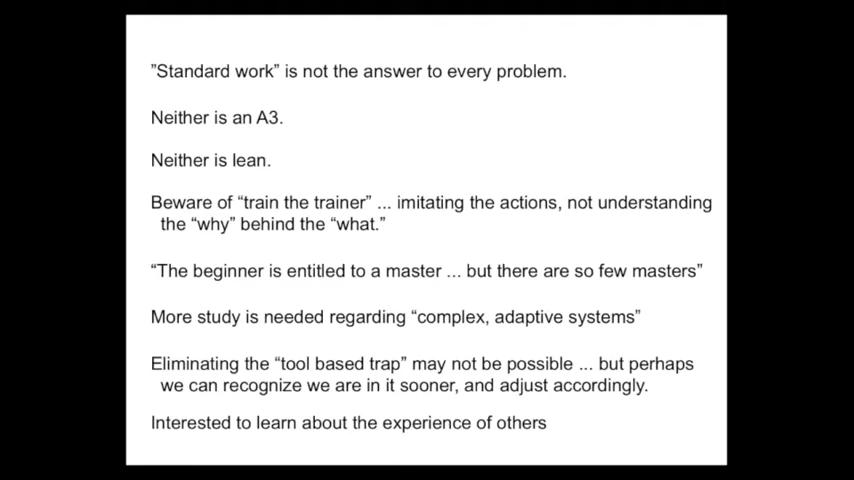 ”Standard work” is not the answer to every problem.
Neither is an A3.
Neither is lean.
Beware of “train the trainer” ... imitating the actions, not understanding
the “why” behind the “what.”
“The beginner is entitled to a master ... but there are so few masters”
More study is needed regarding “complex, adaptive systems”
Eliminating the “tool based trap” may not be possible ... but perhaps
we can recognize we are in it sooner, and adjust accordingly.
Interested to learn about the experience of others